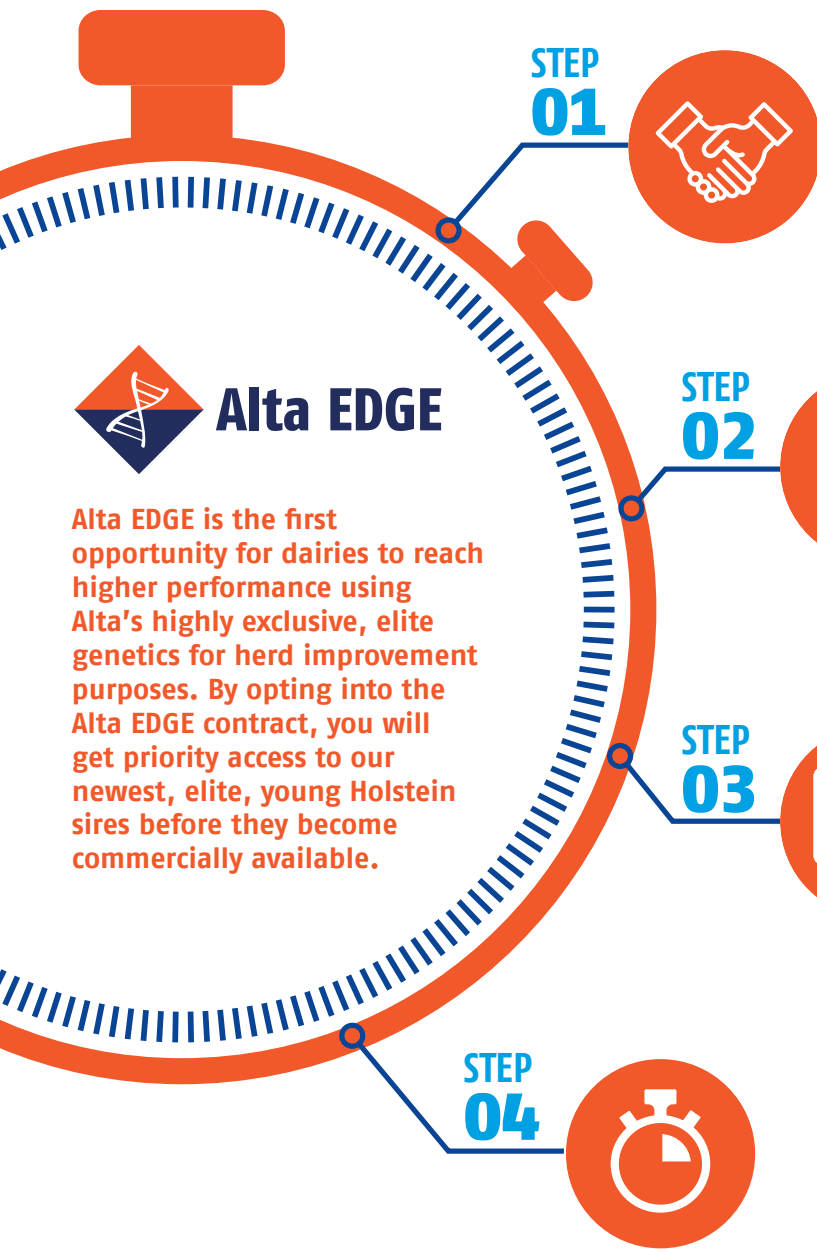 STEP
01
STEP
02
Alta EDGE
Alta EDGE is the first
opportunity for dairies to reach
higher performance using
Alta's highly exclusive, elite
genetics for herd improvement
purposes. By opting into the
Alta EDGE contract, you will
get priority access to our
newest, elite, young Holstein
sires before they become
commercially available.
STEP
03
STEP
04